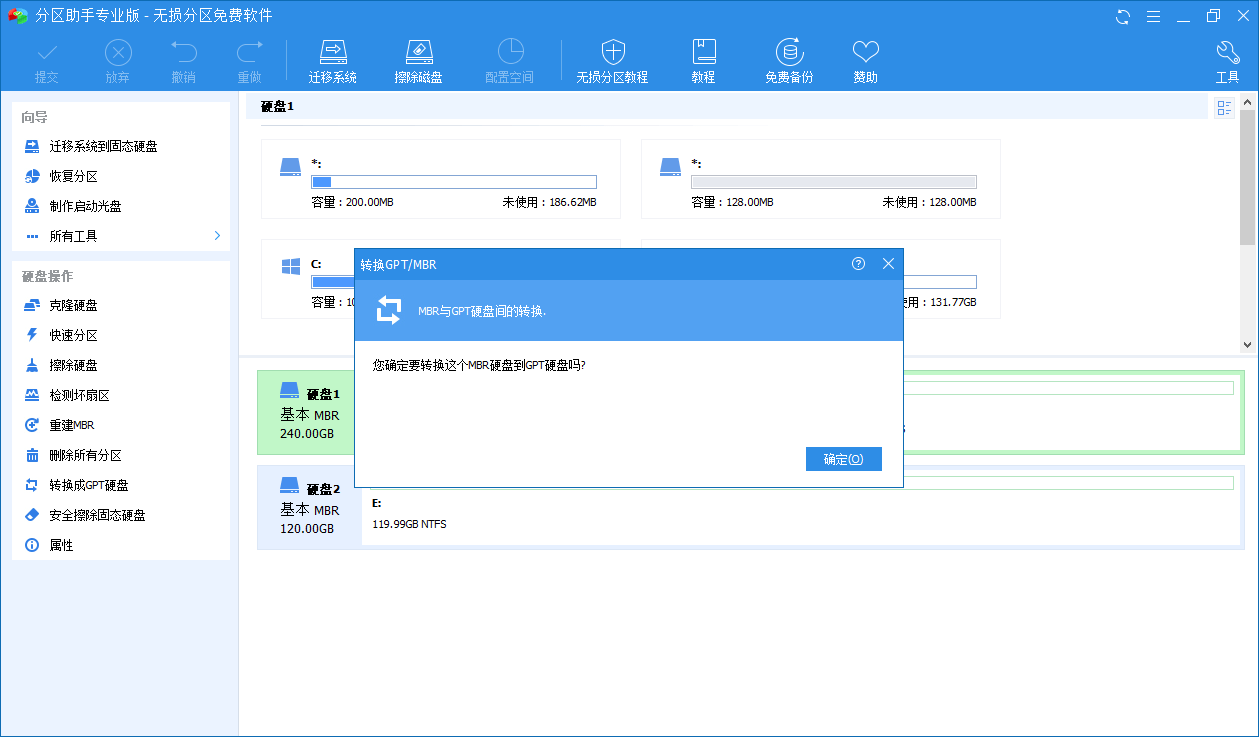 分区助手专业版 - 无损分区免费软件
提交 放弃 撤销 重做 迁移系统 擦除磁盘 配置空间 无损分区教程 教程 免费备份 赞助 工具
向导
迁移系统到固态硬盘
恢复分区
制作启动光盘
所有工具
硬盘操作
克隆硬盘
快速分区
擦除硬盘
检测坏扇区
重建MBR
删除所有分区
转换成GPT硬盘
安全擦除固态硬盘
属性
硬盘1
*:
容量：200.00MB 未使用：186.62MB
*:
容量：128.00MB 未使用：128.00MB
C:
容量：10
使用：131.77GB
转换GPT/MBR
MBR与GPT硬盘间的转换.
您确定要转换这个MBR硬盘到GPT硬盘吗?
确定(O)
硬盘1
基本 MBR
240.00GB
硬盘2
基本 MBR
120.00GB
E:
119.99GB NTFS